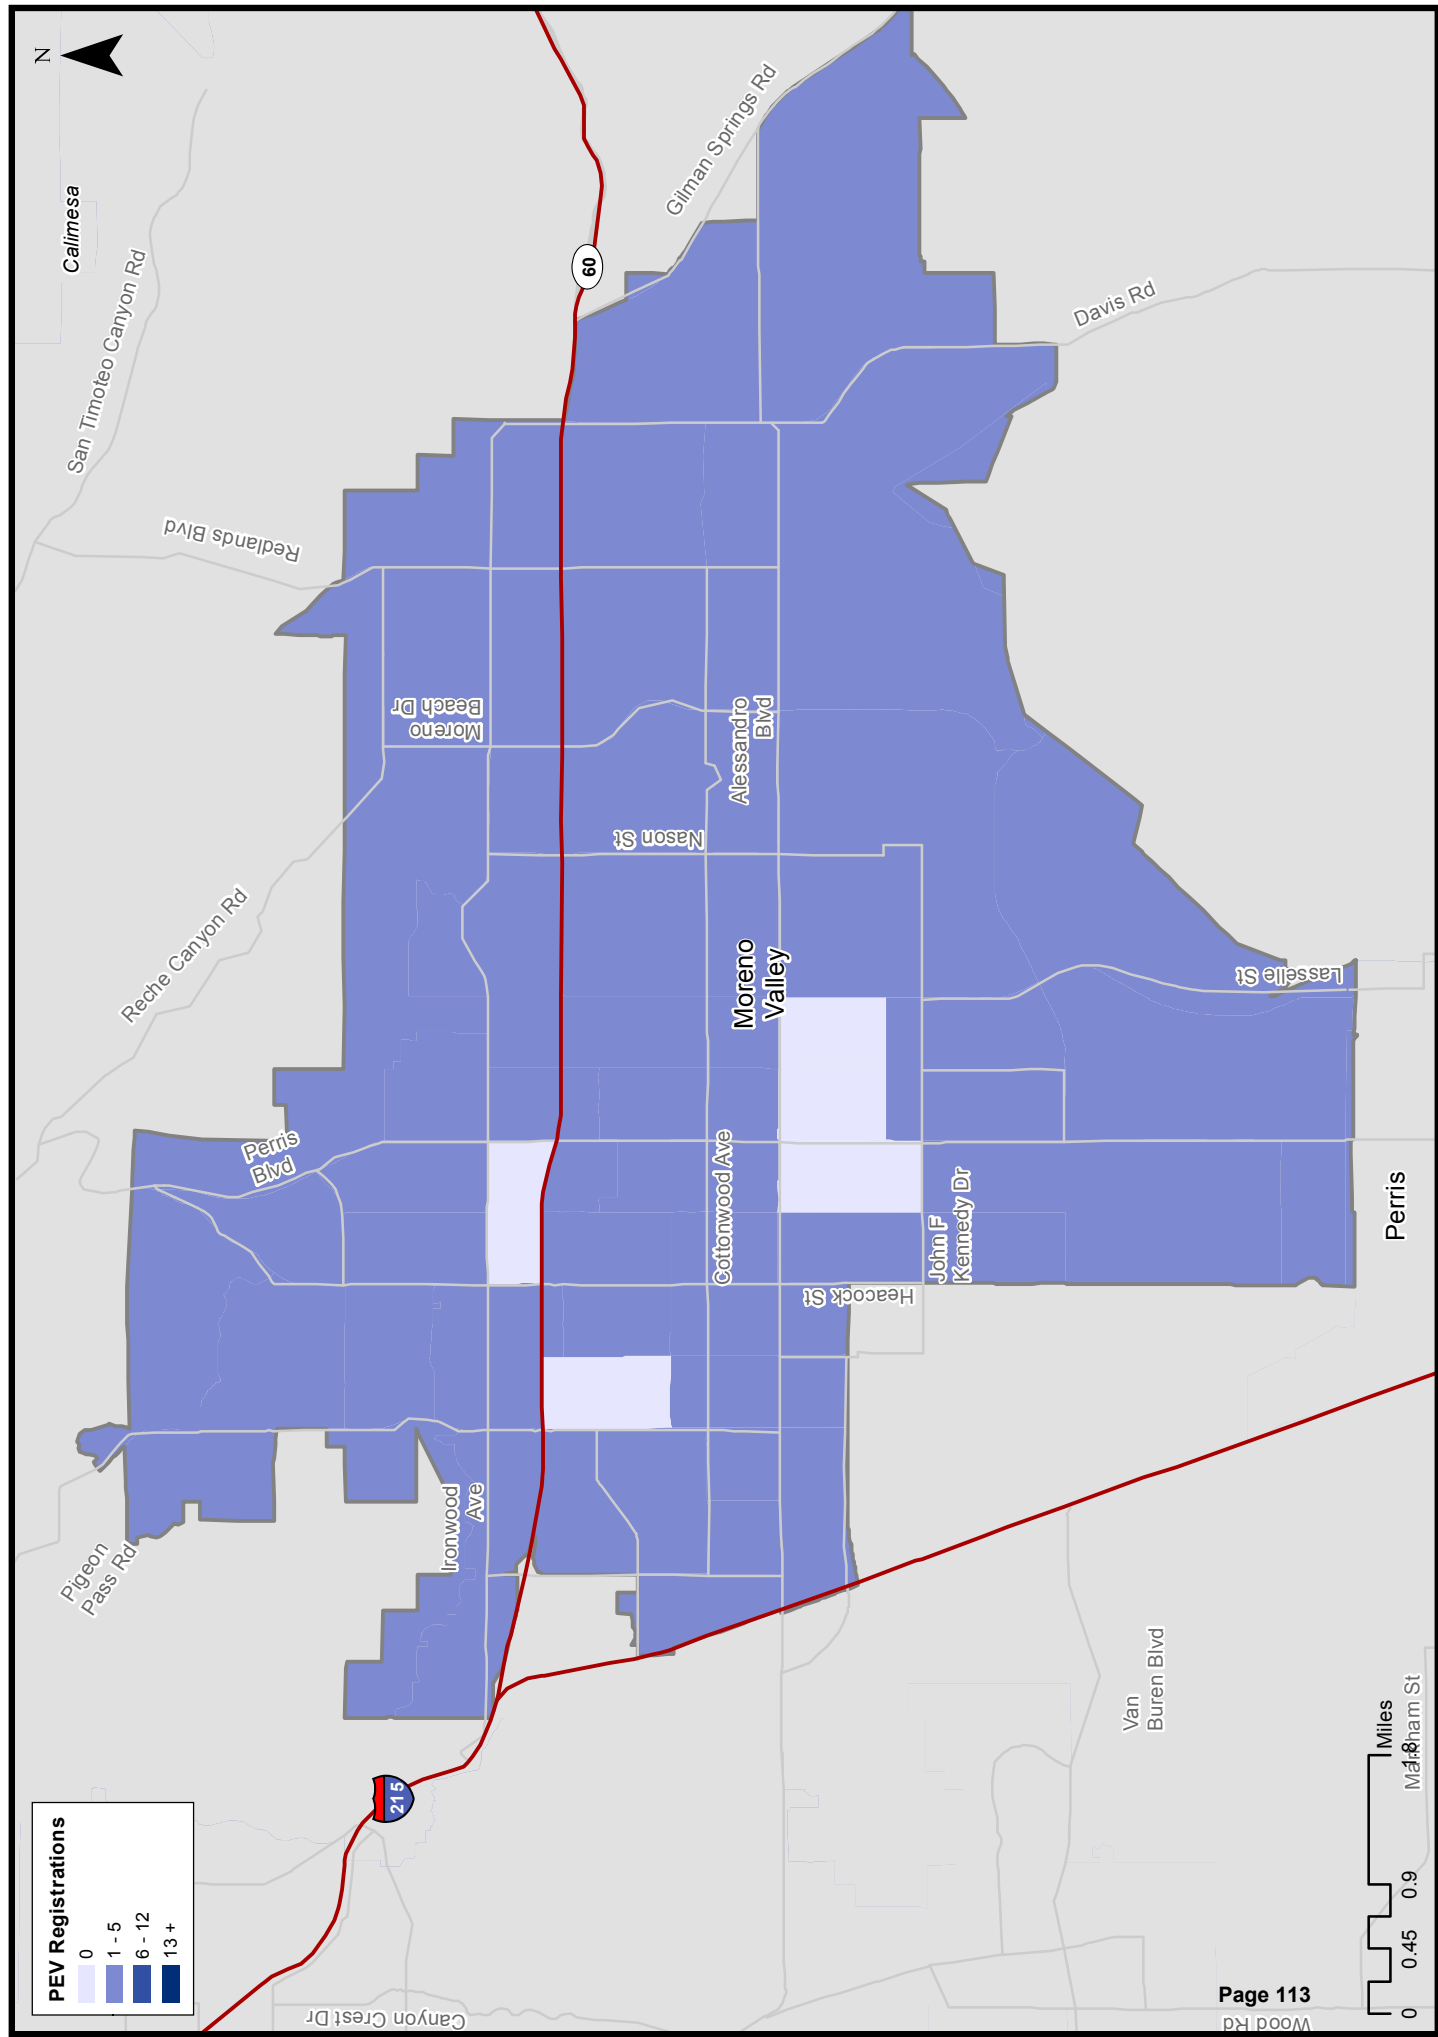 N
Calimesa
San Timoteo Canyon Rd
Redlands Blvd
Gilman Springs Rd
60
Davis Rd
Moreno
Beach Dr
Reche Canyon Rd
Nason St
Alessandro
Blvd
Moreno
Valley
Lasselle St
Perris
Blvd
Cottonwood Ave
John F
Kennedy Dr
Heacock St
Perris
Pigeon
Pass Rd
Ironwood
Ave
215
Van
Buren Blvd
Markham St
Canyon Crest Dr
Wood Rd
PEV Registrations
0
1 - 5
6 - 12
13 +
Page 113
0 0.45 0.9 1.8
Miles